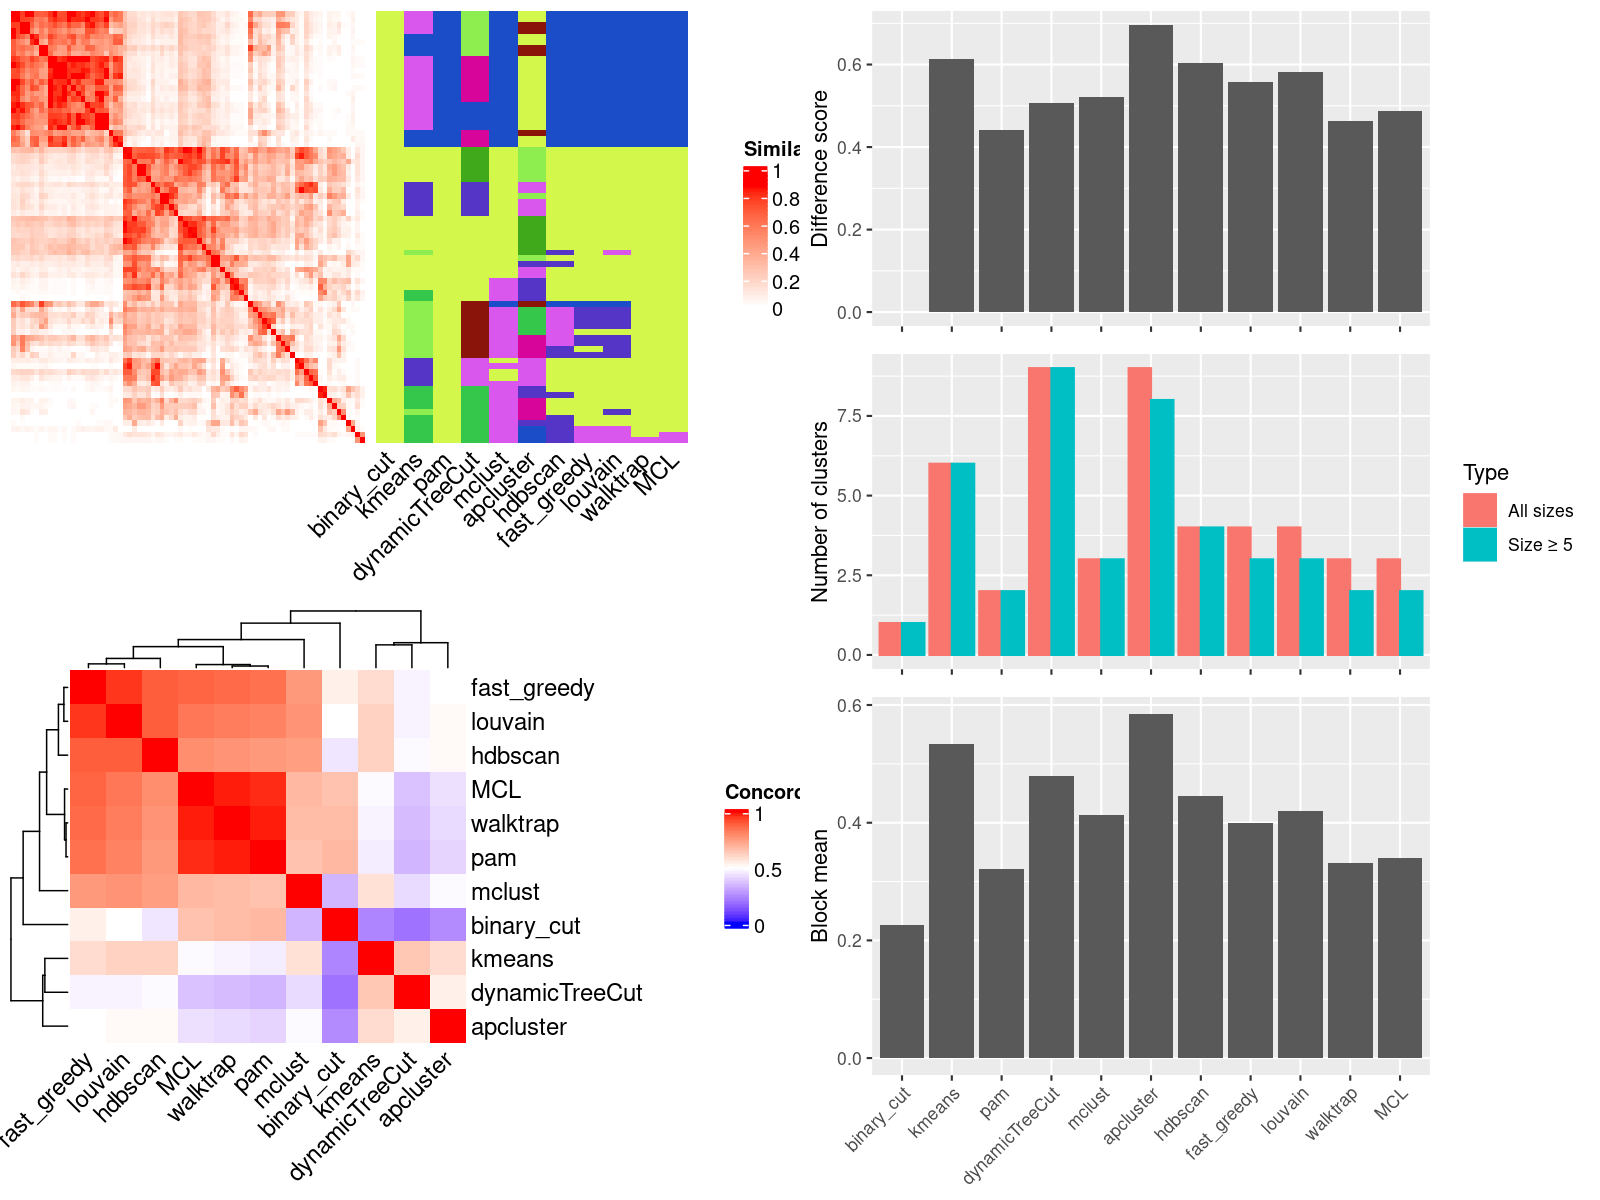 Simila
1
0.8
0.6
0.4
0.2
0
binary_cut
kmeans
pam
dynamicTreeCut
mclust
apcluster
hdbscan
fast_greedy
louvain
walktrap
MCL
fast_greedy
louvain
hdbscan
MCL
walktrap
pam
mclust
binary_cut
kmeans
dynamicTreeCut
apcluster
Concord
1
0.5
0
fast_greedy
louvain
hdbscan
MCL
walktrap
pam
mclust
binary_cut
kmeans
dynamicTreeCut
apcluster
Difference score
0.6
0.4
0.2
0.0
Number of clusters
7.5
5.0
2.5
0.0
Type
All sizes
Size ≥ 5
Block mean
0.6
0.4
0.2
0.0
binary_cut
kmeans
pam
dynamicTreeCut
mclust
apcluster
hdbscan
fast_greedy
louvain
walktrap
MCL